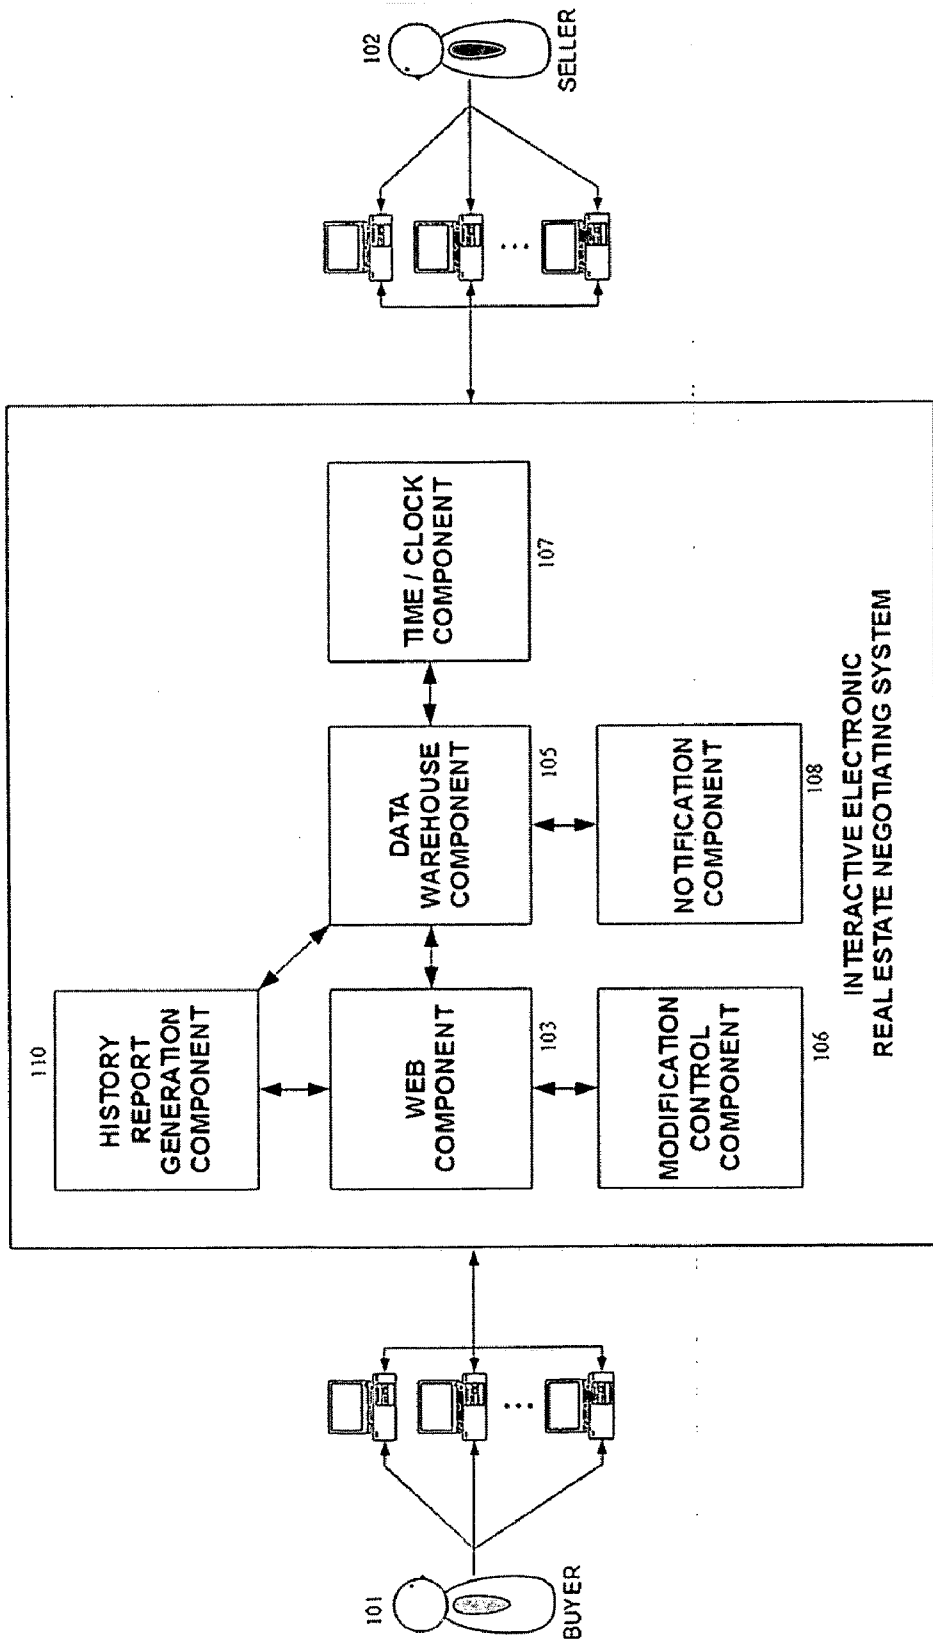 110
HISTORY
REPORT
GENERATION
COMPONENT
101
BUYER
WEB
COMPONENT
103
DATA
WAREHOUSE
COMPONENT
105
TIME / CLOCK
COMPONENT
107
102
SELLER
MODIFICATION
CONTROL
COMPONENT
106
NOTIFICATION
COMPONENT
108
INTERACTIVE ELECTRONIC
REAL ESTATE NEGOTIATING SYSTEM